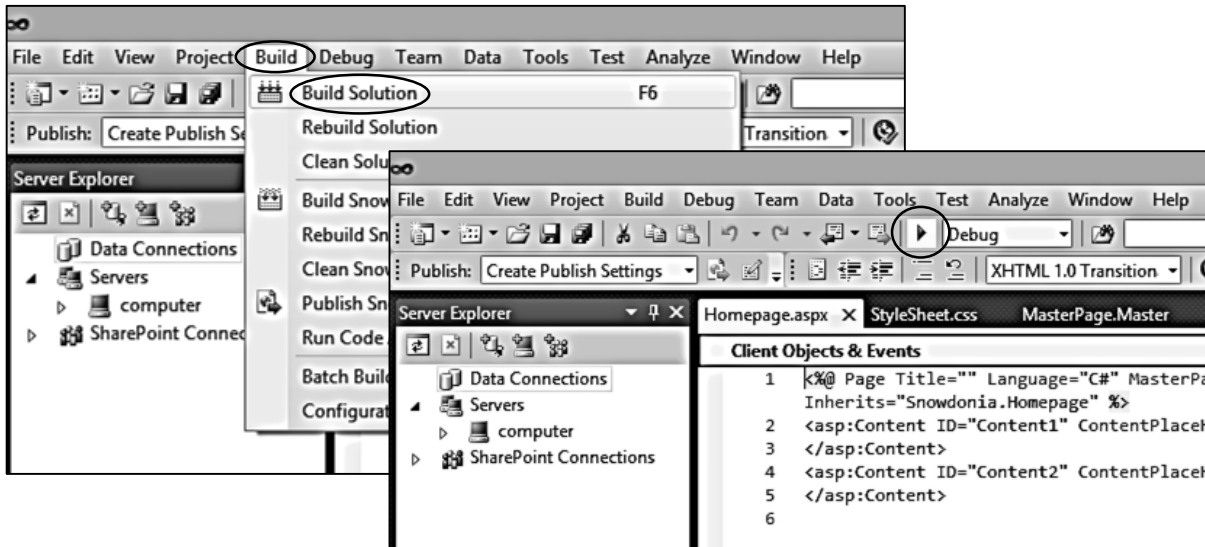 File Edit View Project Build Debug Team Data Tools Test Analyze Window Help
Build Solution F6
Publish: Create Publish Se
Rebuild Solution
Transition
Clean Solu
Server Explorer
Build Snow
Rebuild Sn
Data Connections
Clean Snow
Servers
computer
Publish Sn
SharePoint Connec
Run Code
Batch Build
Configurat
File Edit View Project Build Debug Team Data Tools Test Analyze Window Help
Debug
Publish: Create Publish Settings XHTML 1.0 Transition
Server Explorer
Homepage.aspx StyleSheet.css MasterPage.Master
Client Objects & Events
Data Connections
Servers
computer
SharePoint Connections
1 <%@ Page Title="" Language="C#" MasterPa
Inherits="Snowdonia.Homepage" %>
2 <asp:Content ID="Content1" ContentPlaceH
3 </asp:Content>
4 <asp:Content ID="Content2" ContentPlaceH
5 </asp:Content>
6